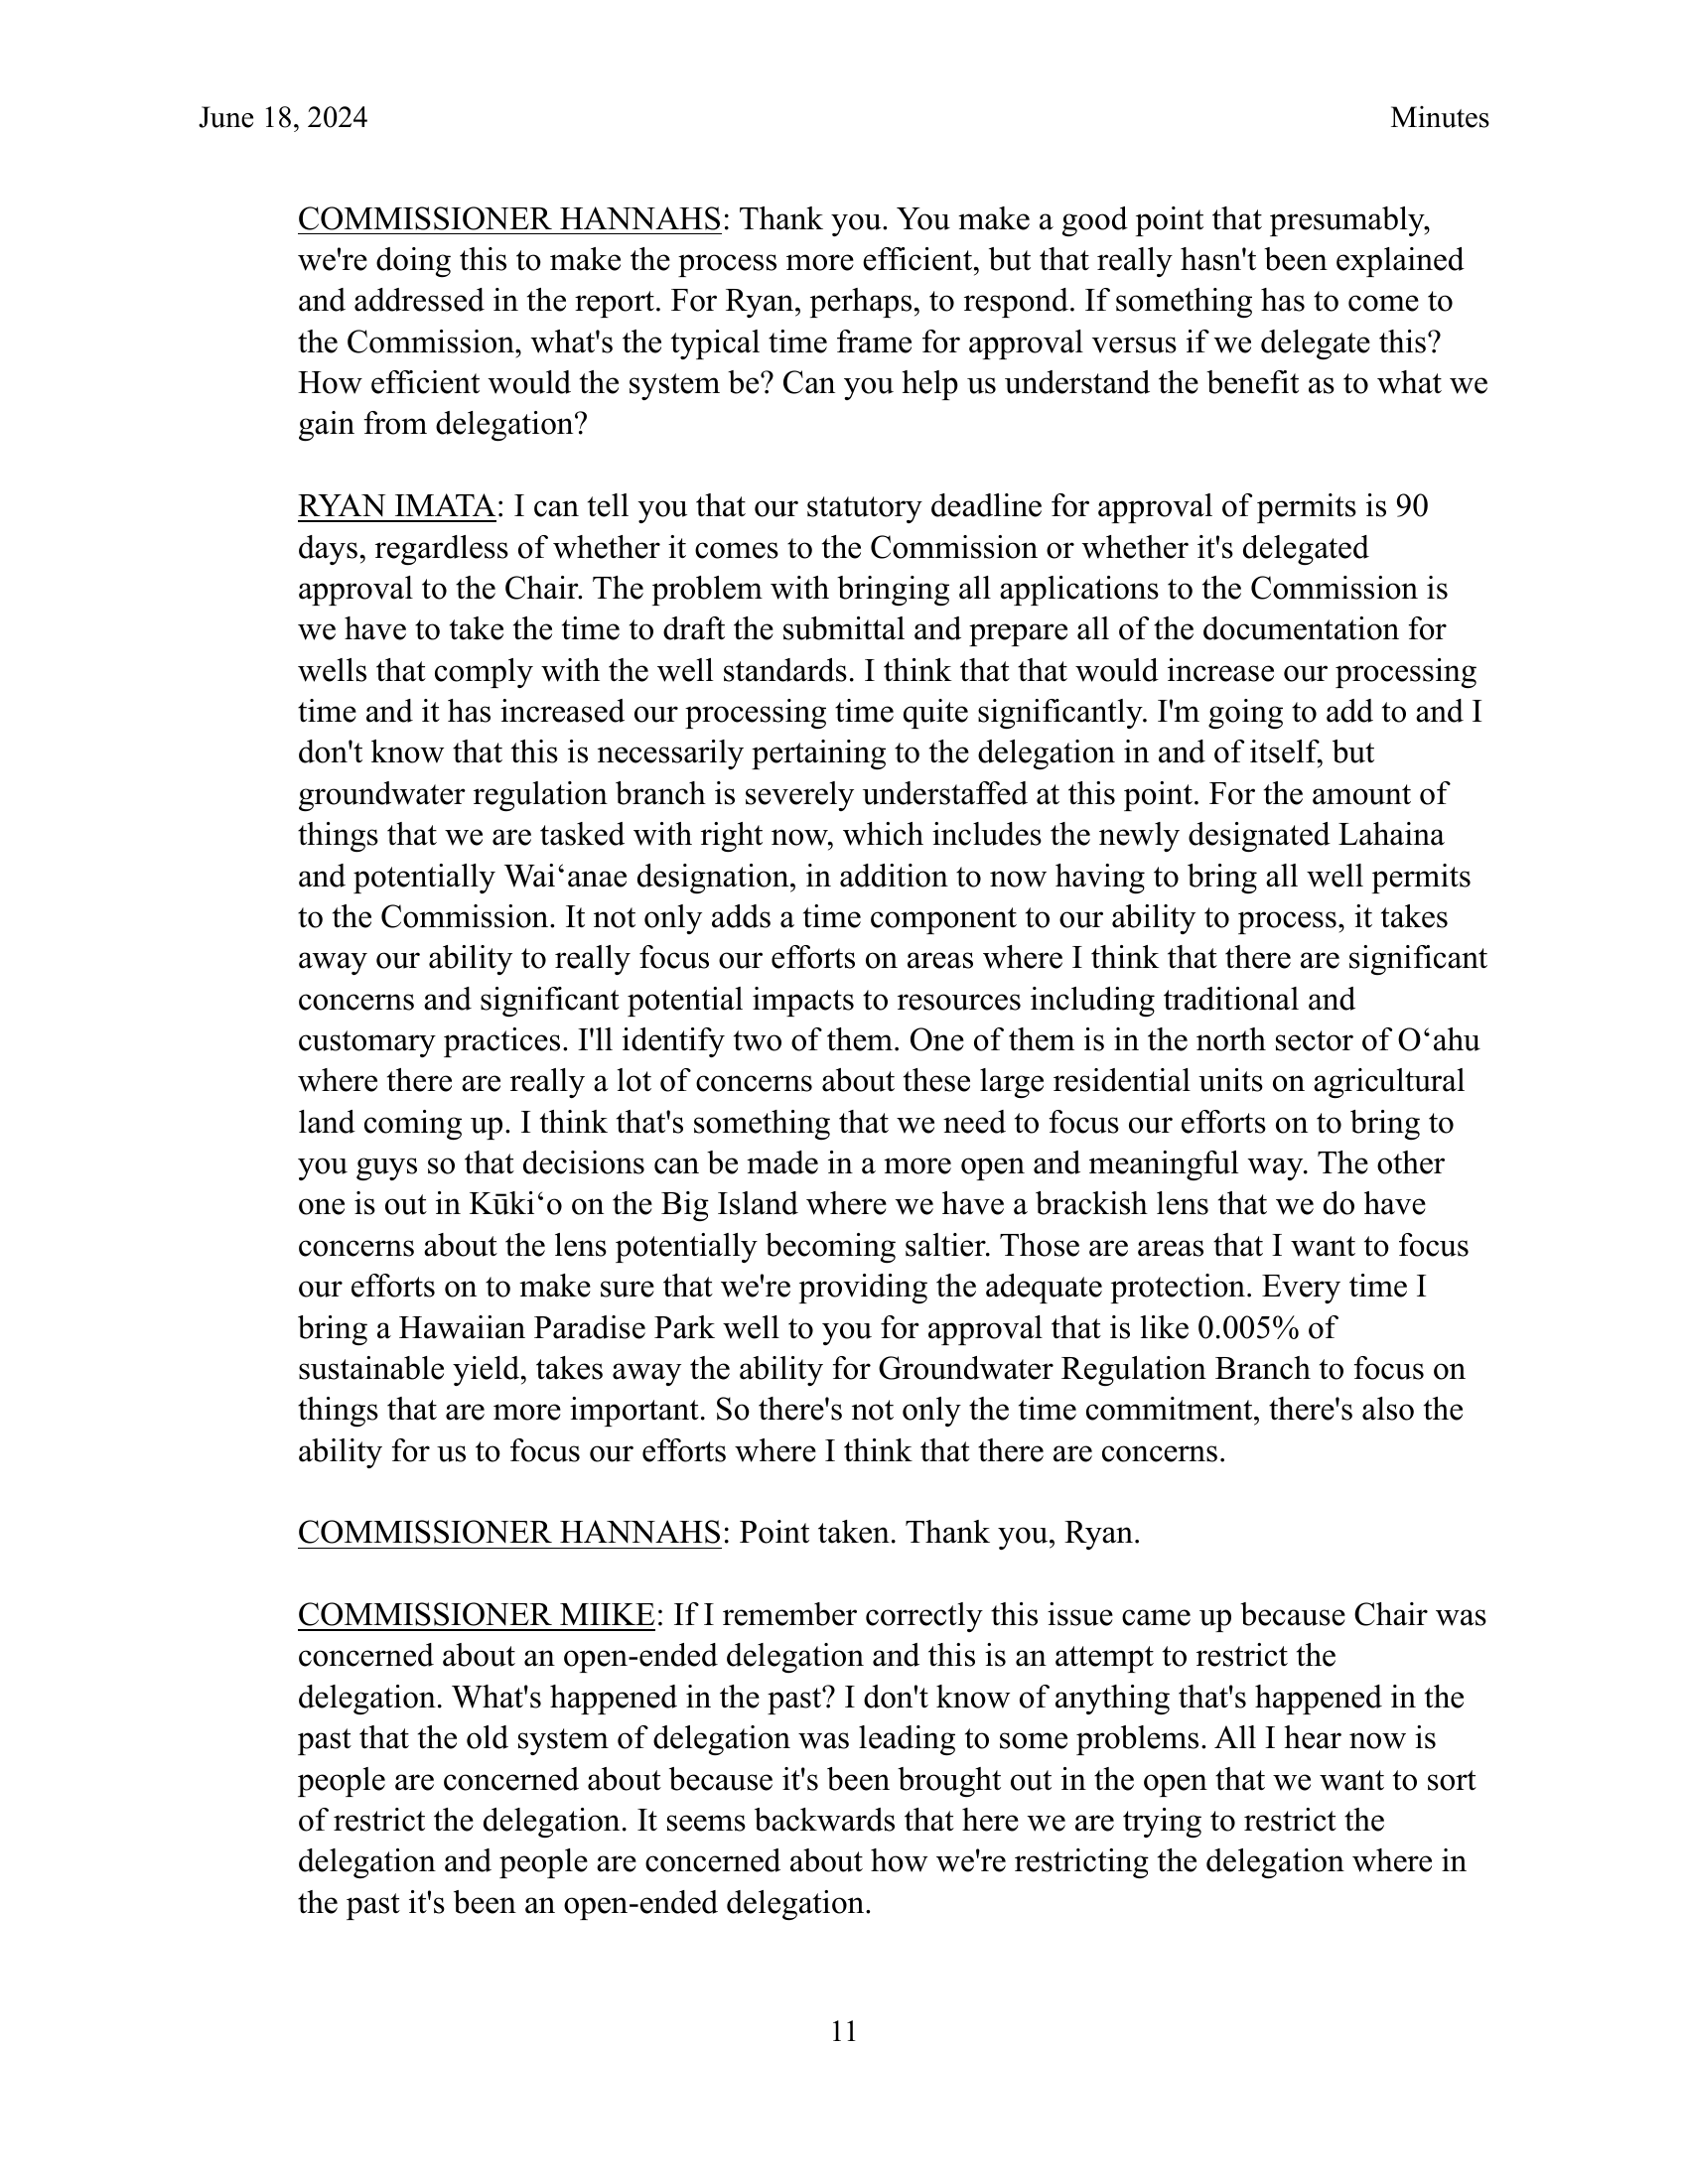 June 18, 2024 Minutes
COMMISSIONER HANNAHS: Thank you. You make a good point that presumably,
we're doing this to make the process more efficient, but that really hasn't been explained
and addressed in the report. For Ryan, perhaps, to respond. If something has to come to
the Commission, what's the typical time frame for approval versus if we delegate this?
How efficient would the system be? Can you help us understand the benefit as to what we
gain from delegation?
RYAN IMATA: I can tell you that our statutory deadline for approval of permits is 90
days, regardless of whether it comes to the Commission or whether it's delegated
approval to the Chair. The problem with bringing all applications to the Commission is
we have to take the time to draft the submittal and prepare all of the documentation for
wells that comply with the well standards. I think that that would increase our processing
time and it has increased our processing time quite significantly. I'm going to add to and I
don't know that this is necessarily pertaining to the delegation in and of itself, but
groundwater regulation branch is severely understaffed at this point. For the amount of
things that we are tasked with right now, which includes the newly designated Lahaina
and potentially Waiʻanae designation, in addition to now having to bring all well permits
to the Commission. It not only adds a time component to our ability to process, it takes
away our ability to really focus our efforts on areas where I think that there are significant
concerns and significant potential impacts to resources including traditional and
customary practices. I'll identify two of them. One of them is in the north sector of Oʻahu
where there are really a lot of concerns about these large residential units on agricultural
land coming up. I think that's something that we need to focus our efforts on to bring to
you guys so that decisions can be made in a more open and meaningful way. The other
one is out in Kūkiʻo on the Big Island where we have a brackish lens that we do have
concerns about the lens potentially becoming saltier. Those are areas that I want to focus
our efforts on to make sure that we're providing the adequate protection. Every time I
bring a Hawaiian Paradise Park well to you for approval that is like 0.005% of
sustainable yield, takes away the ability for Groundwater Regulation Branch to focus on
things that are more important. So there's not only the time commitment, there's also the
ability for us to focus our efforts where I think that there are concerns.
COMMISSIONER HANNAHS: Point taken. Thank you, Ryan.
COMMISSIONER MIIKE: If I remember correctly this issue came up because Chair was
concerned about an open-ended delegation and this is an attempt to restrict the
delegation. What's happened in the past? I don't know of anything that's happened in the
past that the old system of delegation was leading to some problems. All I hear now is
people are concerned about because it's been brought out in the open that we want to sort
of restrict the delegation. It seems backwards that here we are trying to restrict the
delegation and people are concerned about how we're restricting the delegation where in
the past it's been an open-ended delegation.
11